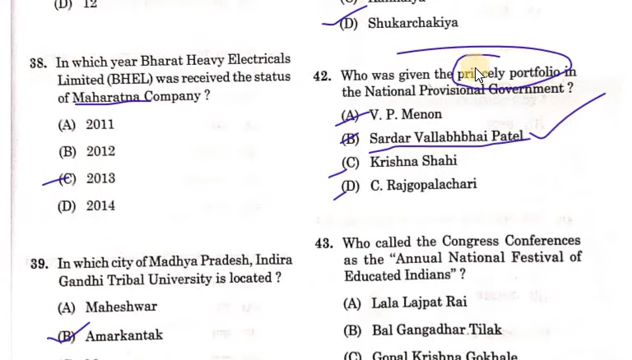 (D) 12
38. In which year Bharat Heavy Electricals
Limited (BHEL) was received the status
of Maharatna Company ?
(A) 2011
(B) 2012
(C) 2013
(D) 2014
39. In which city of Madhya Pradesh, Indira
Gandhi Tribal University is located ?
(A) Maheshwar
(B) Amarkantak
(D) Shukarchakiya
42. Who was given the princely portfolio in
the National Provisional Government ?
(A) V. P. Menon
(B) Sardar Vallabhbhai Patel
(C) Krishna Shahi
(D) C. Rajgopalachari
43. Who called the Congress Conferences
as the “Annual National Festival of
Educated Indians” ?
(A) Lala Lajpat Rai
(B) Bal Gangadhar Tilak
(C) Gopal Krishna Gokhale